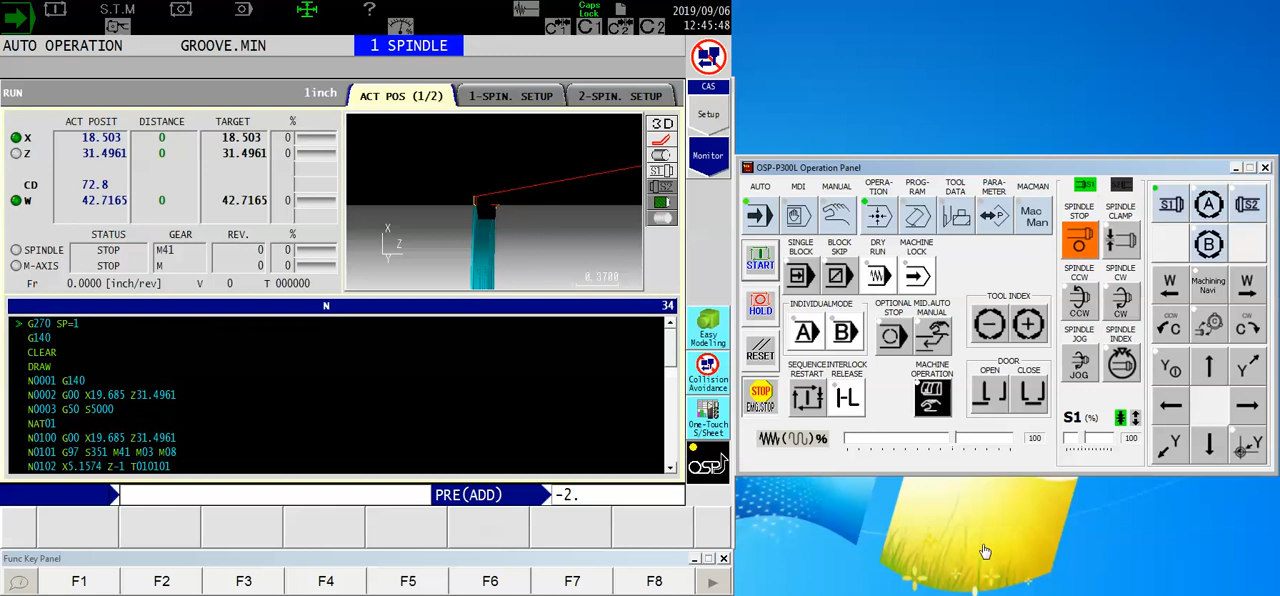 S.T.M
?
Caps
Lock
C1 C2
2019/09/06
12:45:48
AUTO OPERATION GROOVE.MIN 1 SPINDLE
RUN 1inch ACT POS (1/2) 1-SPIN. SETUP 2-SPIN. SETUP
CAS
Setup
Monitor
ACT POSIT DISTANCE TARGET %
X 18.503 0 18.503 0
Z 31.4961 0 31.4961 0
CD 72.8
W 42.7165 0 42.7165 0
STATUS GEAR REV. %
SPINDLE STOP M41 0 0
M-AXIS STOP M 0 0
Fr 0.0000 [inch/rev] V 0 T 000000
X
Z
Y
0.3700
3D
N 34
> G270 SP=1
G140
CLEAR
DRAW
N0001 G140
N0002 G00 X19.685 Z31.4961
N0003 G50 S5000
NAT01
N0100 G00 X19.685 Z31.4961
N0101 G97 S351 M41 M03 M08
N0102 X5.1574 Z-1 T010101
Easy
Modeling
Collision
Avoidance
One-Touch
S/Sheet
OSP
PRE(ADD) -2.
Func Key Panel
F1 F2 F3 F4 F5 F6 F7 F8
OSP-P300L Operation Panel
AUTO MDI MANUAL OPERA-
TION PROG-
RAM TOOL
DATA PARA-
METER MACMAN
Mac
Man
START
HOLD
RESET
STOP
EMG.STOP
SINGLE
BLOCK BLOCK
SKIP DRY
RUN MACHINE
LOCK
INDIVIDUALMODE OPTIONAL
STOP MID.AUTO
MANUAL
A B
SEQUENCE
RESTART INTERLOCK
RELEASE MACHINE
OPERATION
I-L
TOOL INDEX
DOOR
OPEN CLOSE
% 100
SPINDLE
STOP SPINDLE
CLAMP
SPINDLE
CCW SPINDLE
CW
CCW CW
SPINDLE
JOG SPINDLE
INDEX
JOG
S1 (%)
100
S1 A S2
B
W Machining
Navi W
C C
Y Y
Y Y